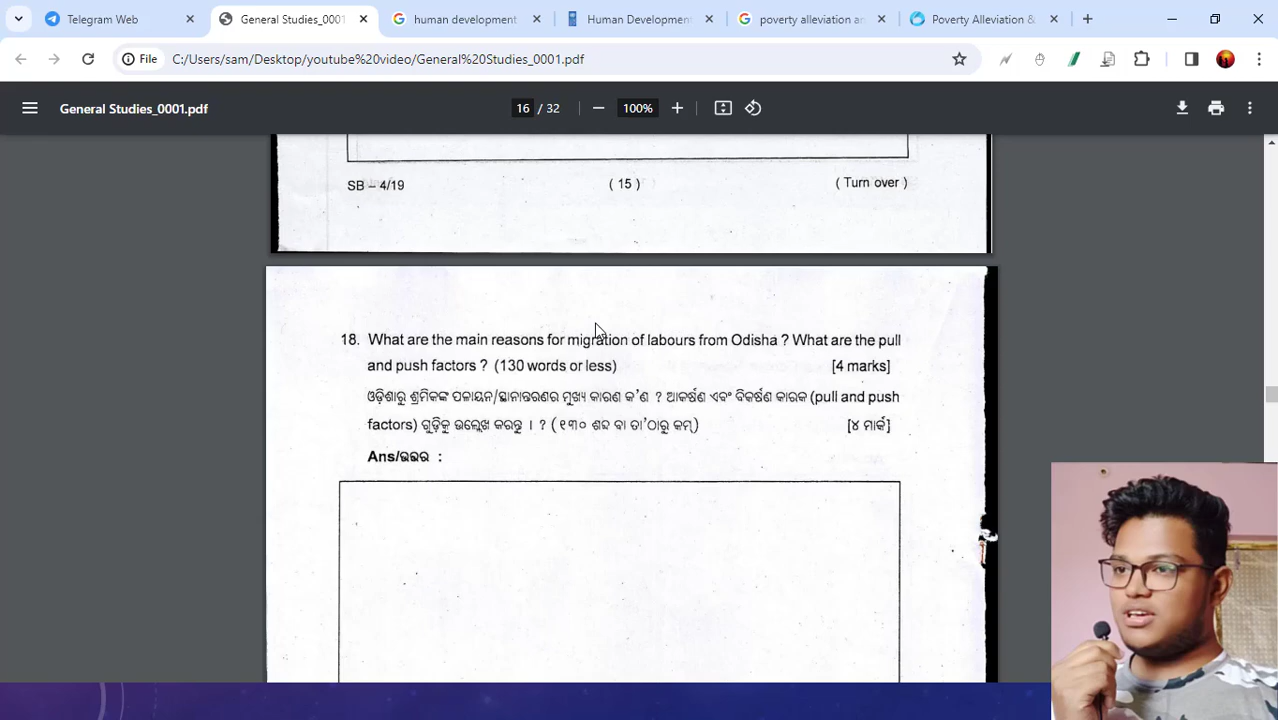 Telegram Web
General Studies_0001
human development
Human Development
poverty alleviation an
Poverty Alleviation &
File
C:/Users/sam/Desktop/youtube%20video/General%20Studies_0001.pdf
General Studies_0001.pdf
16 / 32
100%
SB – 4/19
( 15 )
( Turn over )
18. What are the main reasons for migration of labours from Odisha ? What are the pull
and push factors ? (130 words or less) [4 marks]
ଓଡ଼ିଶାରୁ ଶ୍ରମିକଙ୍କ ପଳାୟନ/ସ୍ଥାନାନ୍ତରଣର ମୁଖ୍ୟ କାରଣ କ'ଣ ? ଆକର୍ଷଣ ଏବଂ ବିକର୍ଷଣ କାରକ (pull and push
factors) ଗୁଡ଼ିକୁ ଉଲ୍ଲେଖ କରନ୍ତୁ । ? (୧୩୦ ଶବ୍ଦ ବା ତା'ଠାରୁ କମ୍) [୪ ମାର୍କ]
Ans/ଉତ୍ତର :